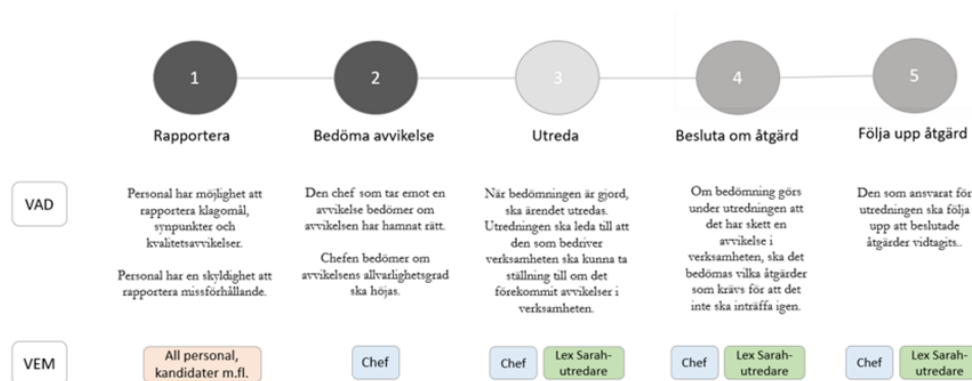 1
2
3
4
5
Rapportera
Bedöma avvikelse
Utreda
Besluta om åtgärd
Följa upp åtgärd
VAD
Personal har möjlighet att
rapportera klagomål,
synpunkter och
kvalitetsavvikelser.
Personal har en skyldighet att
rapportera missförhållande.
Den chef som tar emot en
avvikelse bedömer om
avvikelsen har hamnat rätt.
Chefen bedömer om
avvikelsens allvarlighetsgrad
ska höjas.
När bedömningen är gjord,
ska ärendet utredas.
Utredningen ska leda till att
den som bedriver
verksamheten ska kunna ta
ställning till om det
förekommit avvikelser i
verksamheten.
Om bedömning görs
under utredningen att
det har skett en
avvikelse i
verksamheten, ska det
bedömas vilka åtgärder
som krävs för att det
inte ska inträffa igen.
Den som ansvarat för
utredningen ska följa
upp att beslutade
åtgärder vidtagits..
VEM
All personal,
kandidater m.fl.
Chef
Chef
Lex Sarah-
utredare
Chef
Lex Sarah-
utredare
Chef
Lex Sarah-
utredare